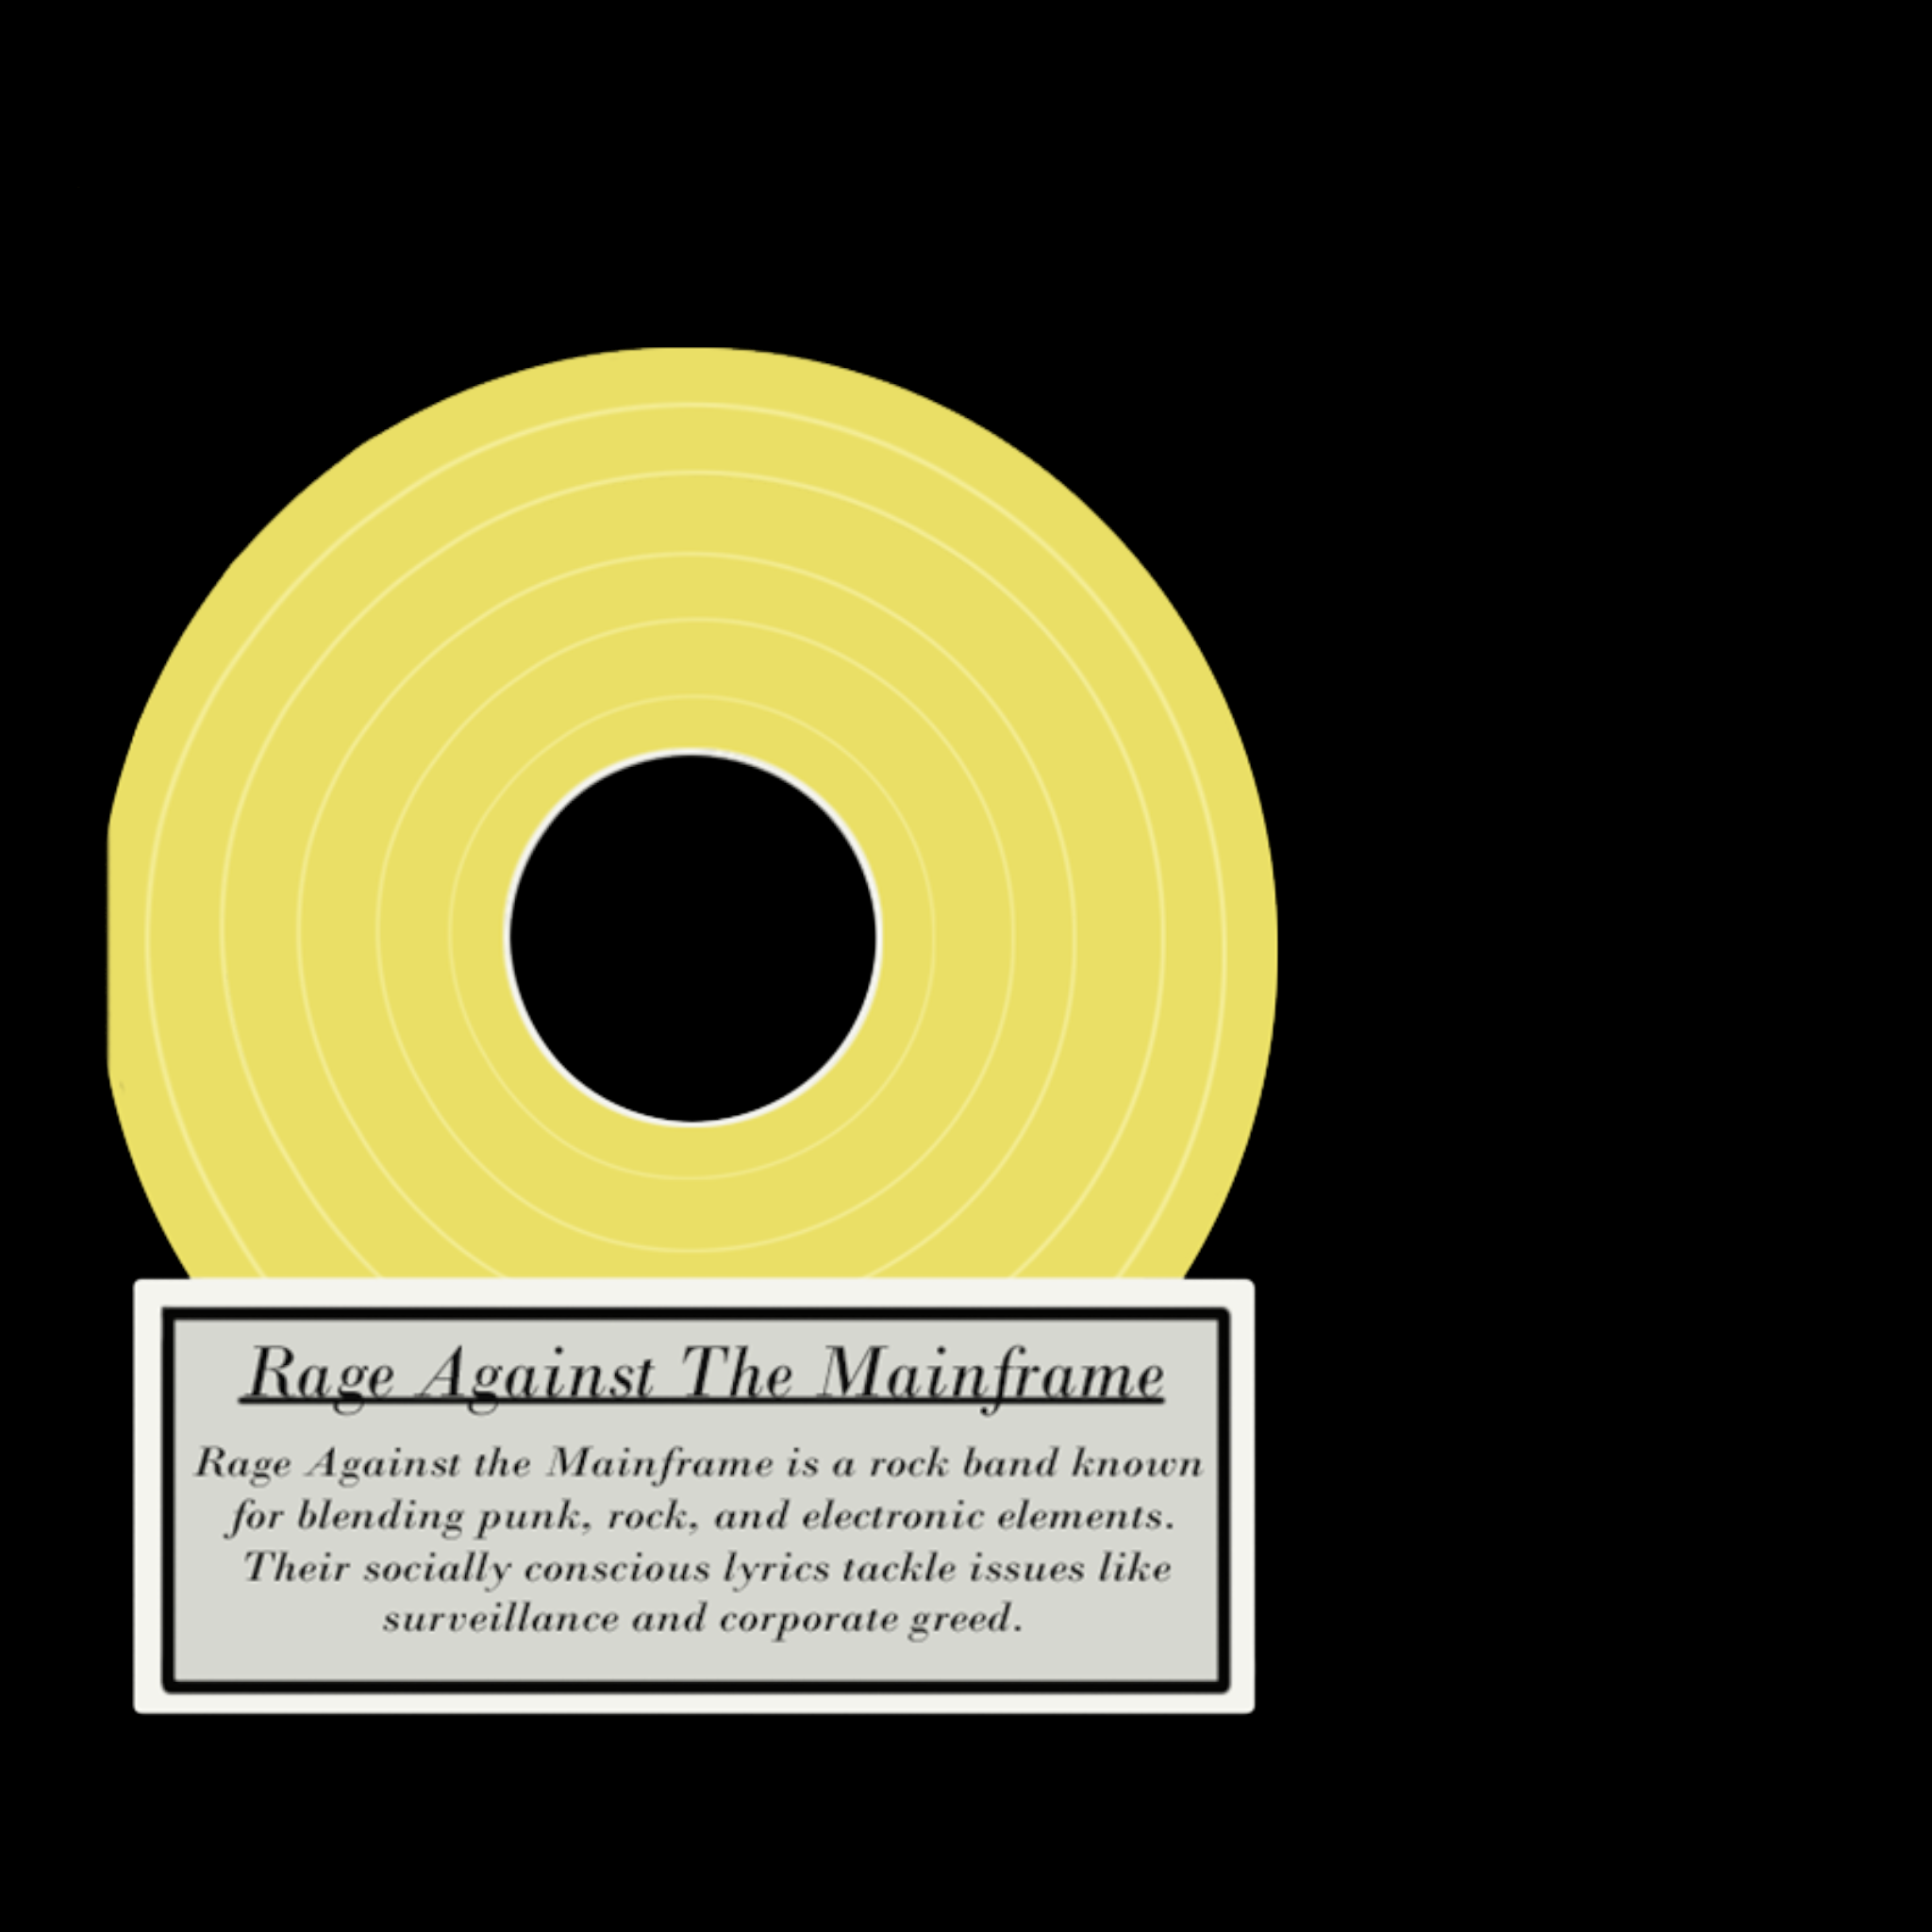 Rage Against The Mainframe
Rage Against the Mainframe is a rock band known
for blending punk, rock, and electronic elements.
Their socially conscious lyrics tackle issues like
surveillance and corporate greed.